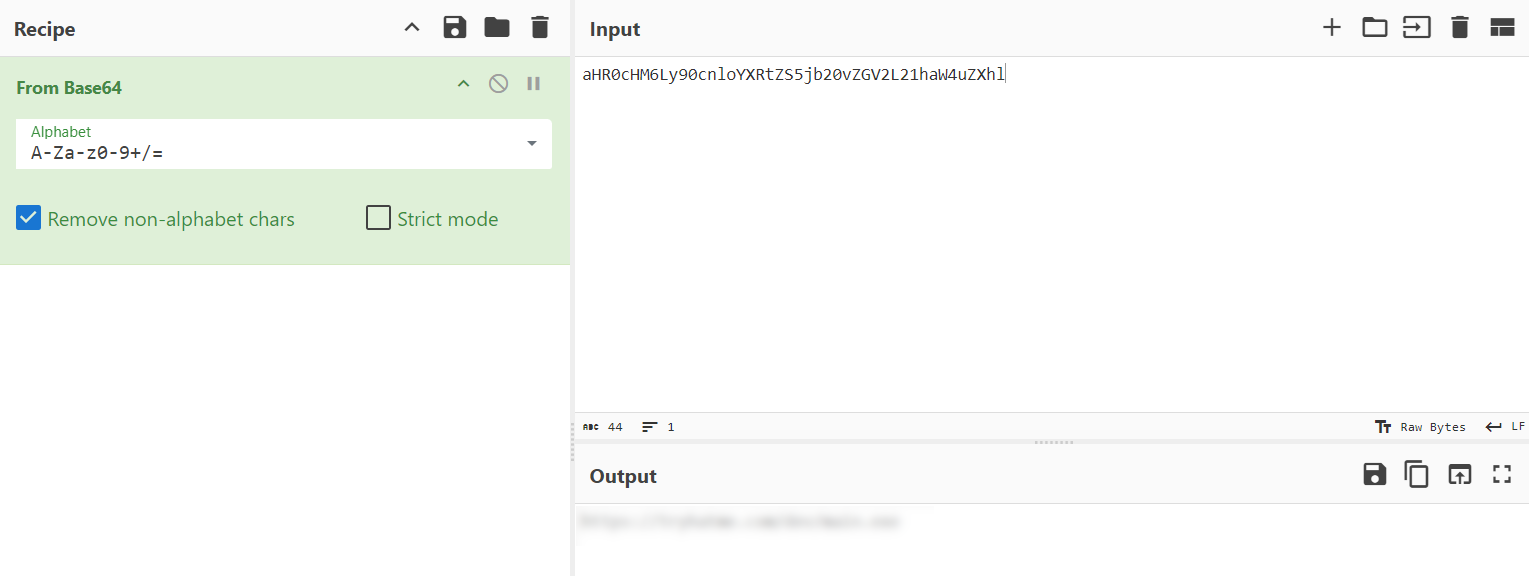 Recipe
From Base64
Alphabet
A-Za-z0-9+/=
Remove non-alphabet chars
Strict mode
Input
aHR0cHM6Ly90cnloYXRtZS5jb20vZGV2L21haW4uZXhl
ABC 44 1
Tт Raw Bytes LF
Output